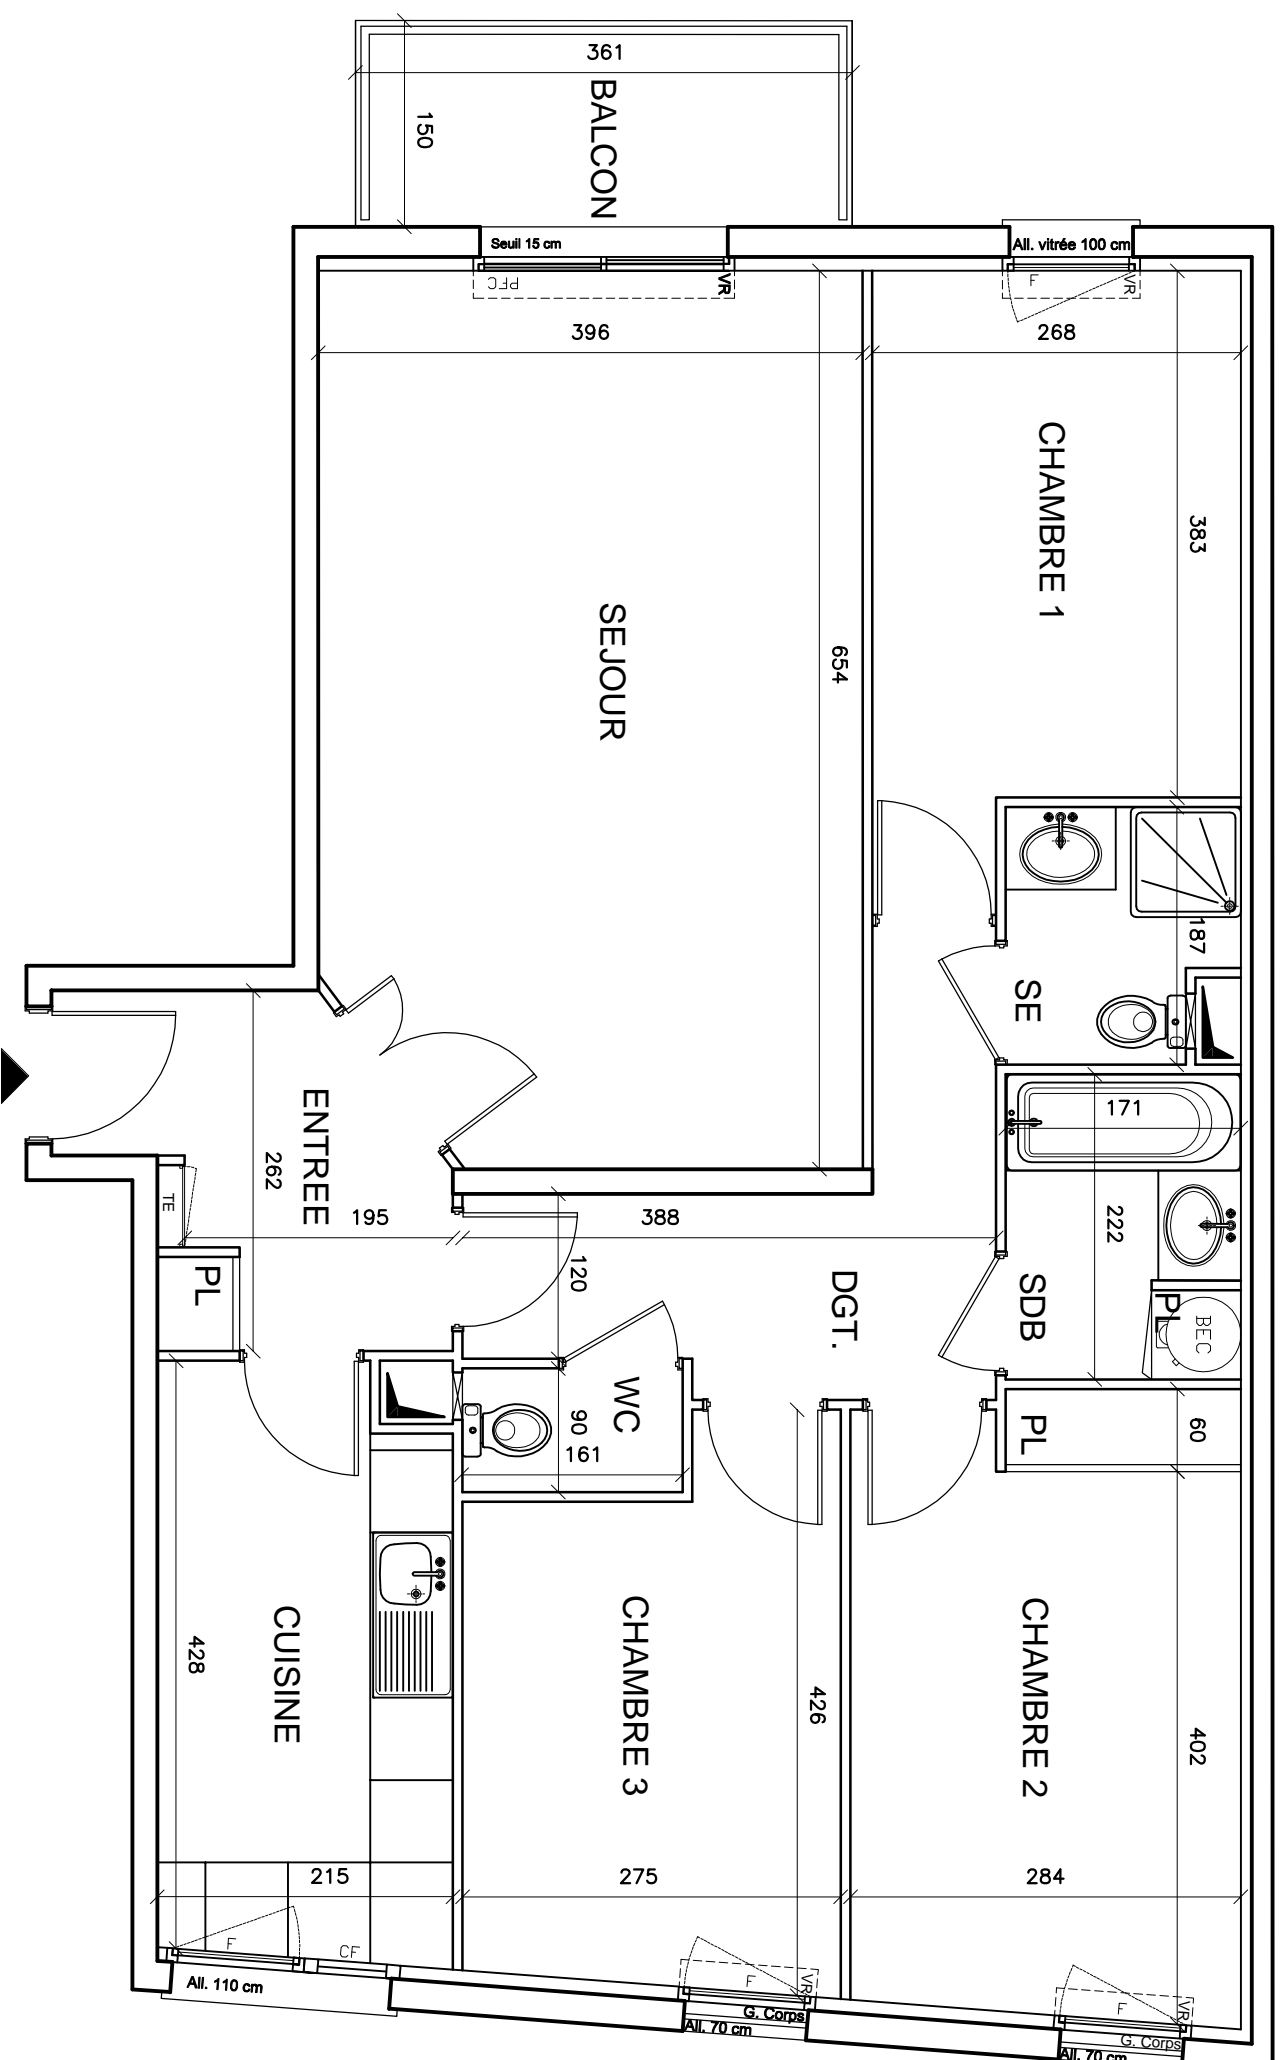 361
BALCON
150
Seuil 15 cm
All. vitrée 100 cm
PFC
VR
F
VR
396
268
CHAMBRE 1
383
SEJOUR
654
187
SE
ENTREE
262
171
TE
195
388
222
PL
120
DGT.
SDB
PL
BEC
WC
90
161
PL
60
CUISINE
428
CHAMBRE 3
426
CHAMBRE 2
402
215
275
284
F
CF
All. 110 cm
F
VR
G. Corps
All. 70 cm
F
VR
G. Corps
All. 70 cm